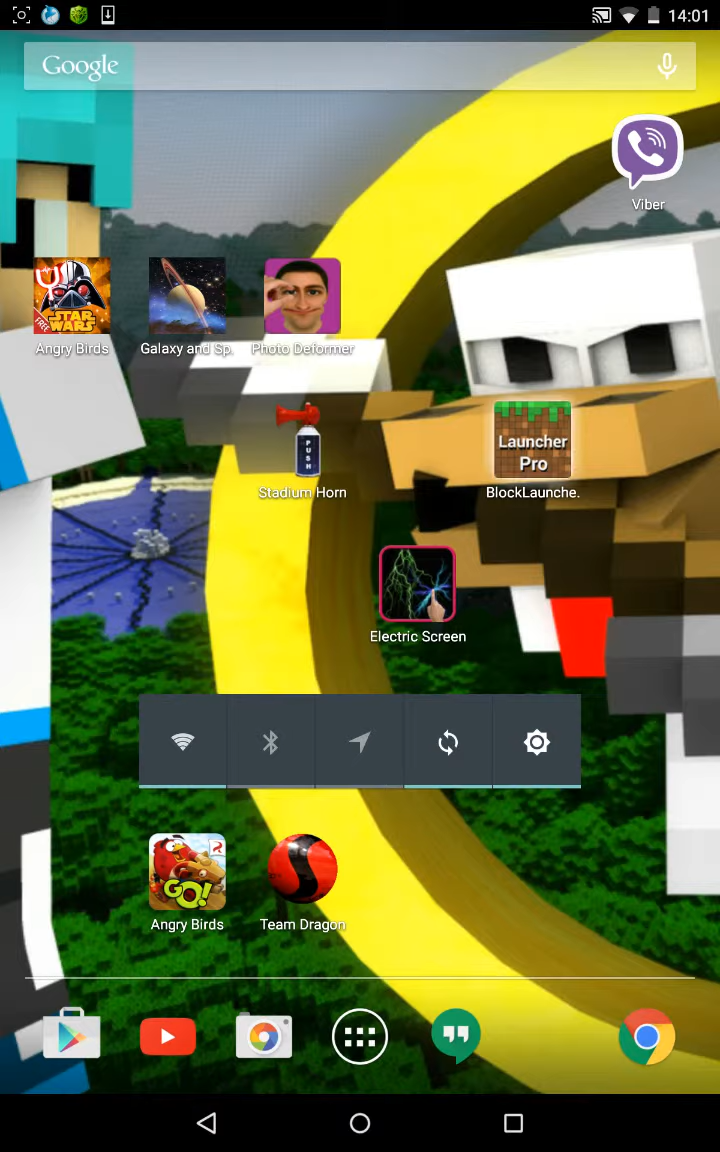 14:01
Google
Viber
FREE
STAR
WARS
Angry Birds
Galaxy and Sp.
Photo Deformer
PUSH
Stadium Horn
Launcher
Pro
BlockLaunche.
Electric Screen
GO!
Angry Birds
Team Dragon